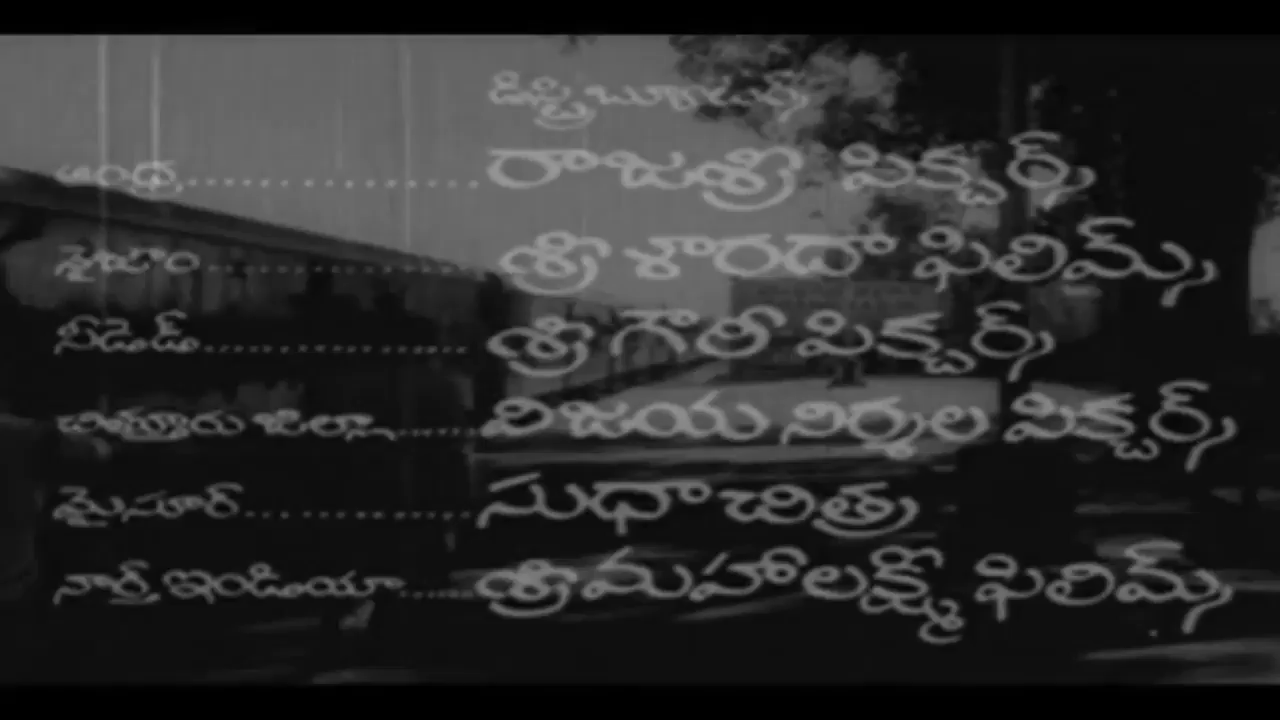 డిస్ట్రిబ్యూటర్స్
ఆంధ్ర................రాజశ్రీ పిక్చర్స్
నైజాం................శ్రీ శారదా ఫిలిమ్స్
సీడెడ్................శ్రీ గౌరీ పిక్చర్స్
చిత్తూరు జిల్లా......విజయ నిర్మల పిక్చర్స్
మైసూర్..............సుధా చిత్ర
నార్త్ ఇండియా......శ్రీ మహాలక్ష్మీ ఫిలిమ్స్